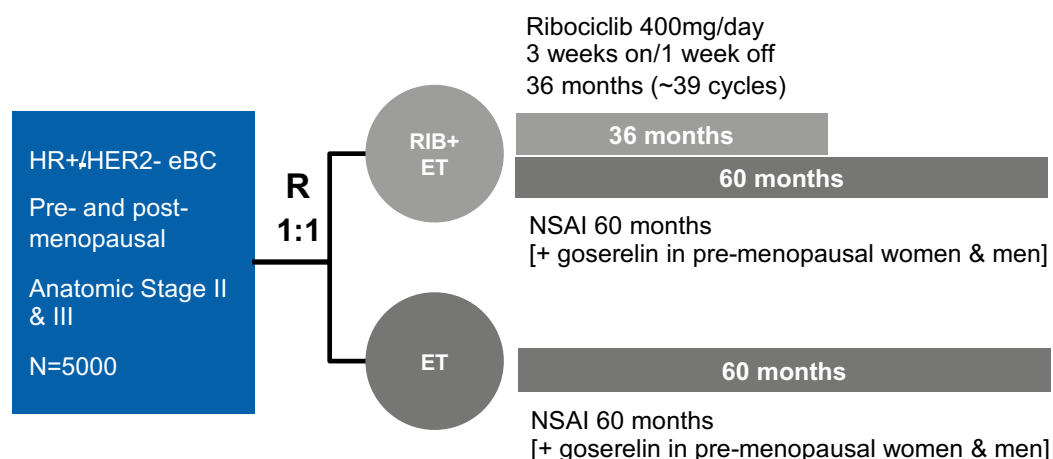 HR+/HER2- eBC
Pre- and post-
menopausal
Anatomic Stage II
& III
N=5000
R
1:1
RIB+
ET
Ribociclib 400mg/day
3 weeks on/1 week off
36 months (~39 cycles)
36 months
60 months
NSAI 60 months
[+ goserelin in pre-menopausal women & men]
ET
60 months
NSAI 60 months
[+ goserelin in pre-menopausal women & men]